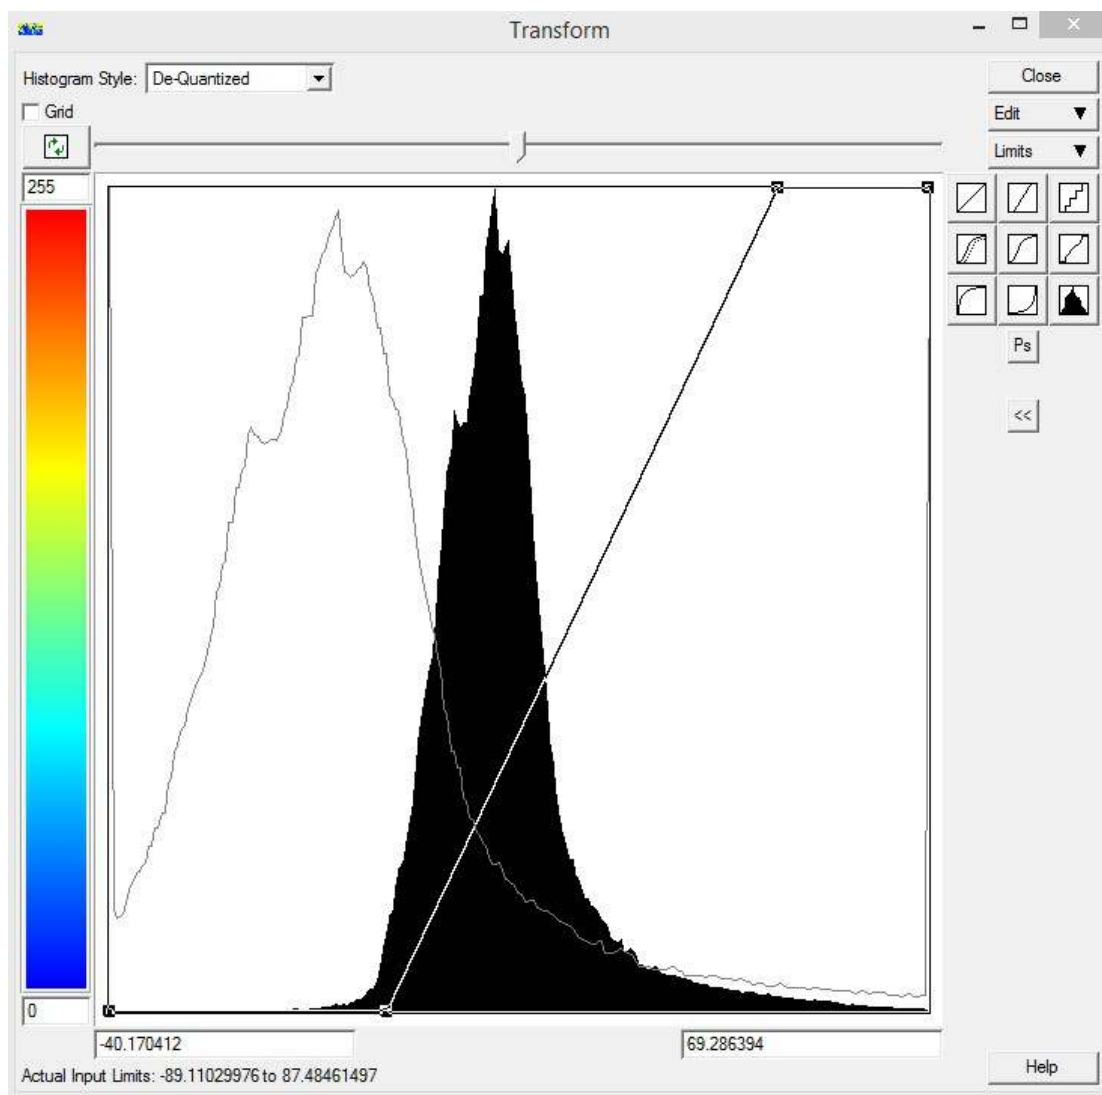 Transform
Histogram Style: De-Quantized
Close
Grid
Edit
Limits
255
Ps
<<
0
-40.170412
69.286394
Actual Input Limits: -89.11029976 to 87.48461497
Help